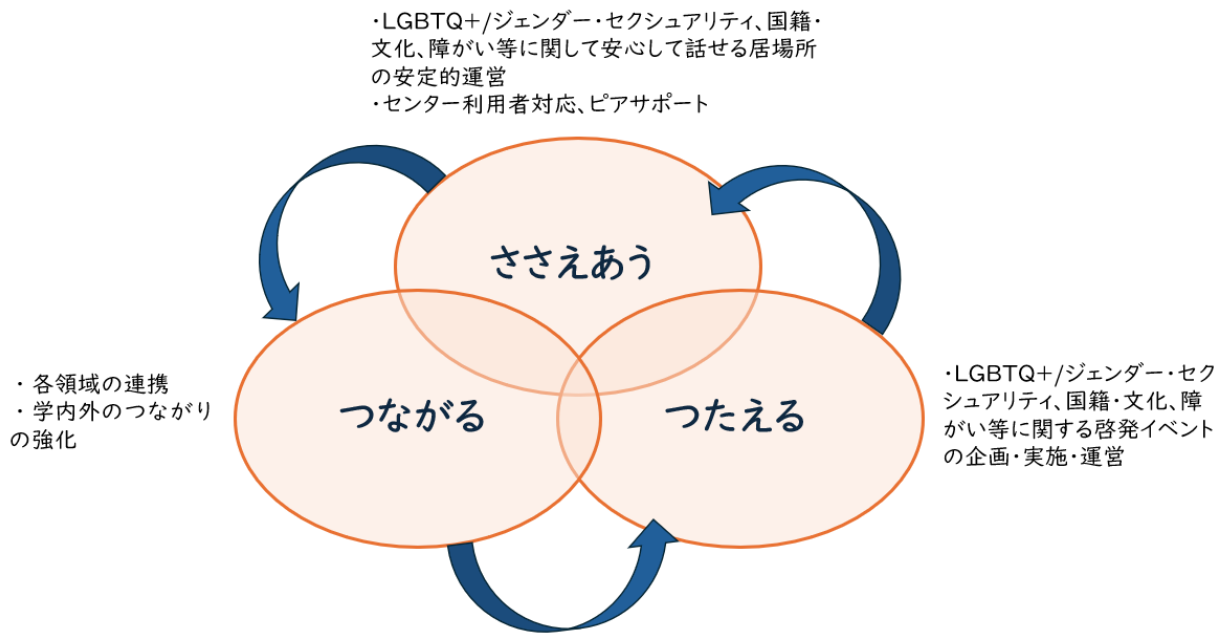 ・LGBTQ+/ジェンダー・セクシュアリティ、国籍・
文化、障がい等に関して安心して話せる居場所
の安定的運営
・センター利用者対応、ピアサポート
ささえあう
・各領域の連携
・学内外のつながり
の強化
つながる
つたえる
・LGBTQ+/ジェンダー・セク
シュアリティ、国籍・文化、障
がい等に関する啓発イベント
の企画・実施・運営